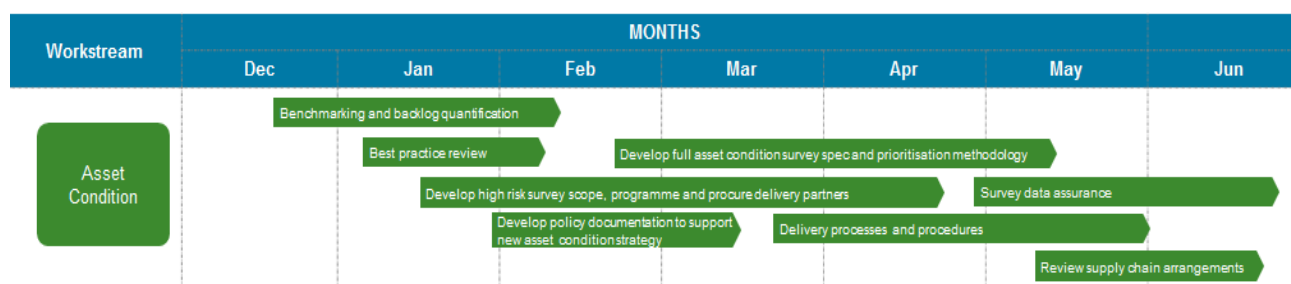 Workstream
MONTHS
Dec Jan Feb Mar Apr May Jun
Asset
Condition
Benchmarking and backlog quantification
Best practice review
Develop full asset condition survey spec and prioritisation methodology
Develop high risk survey scope, programme and procure delivery partners
Survey data assurance
Develop policy documentation to support
new asset condition strategy
Delivery processes and procedures
Review supply chain arrangements